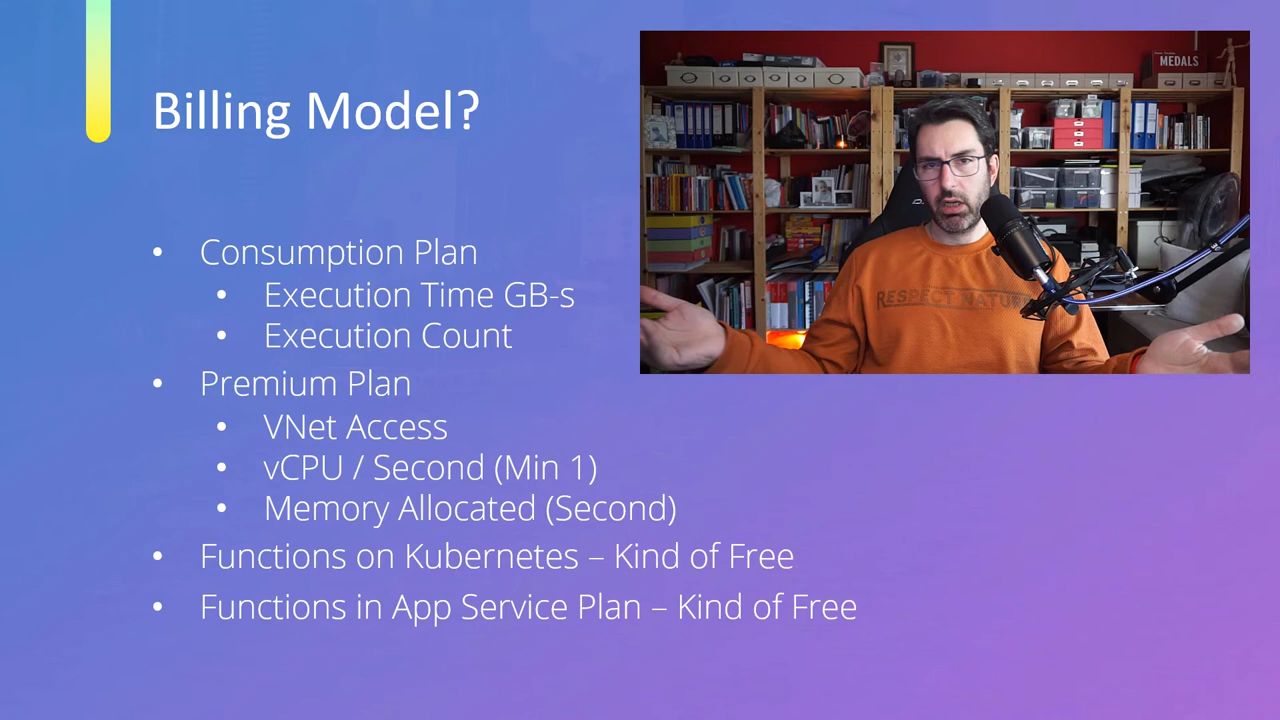 Billing Model?
MEDALS
• Consumption Plan
• Execution Time GB-s
• Execution Count
RESPECT NATURE
• Premium Plan
• VNet Access
• vCPU / Second (Min 1)
• Memory Allocated (Second)
• Functions on Kubernetes – Kind of Free
• Functions in App Service Plan – Kind of Free